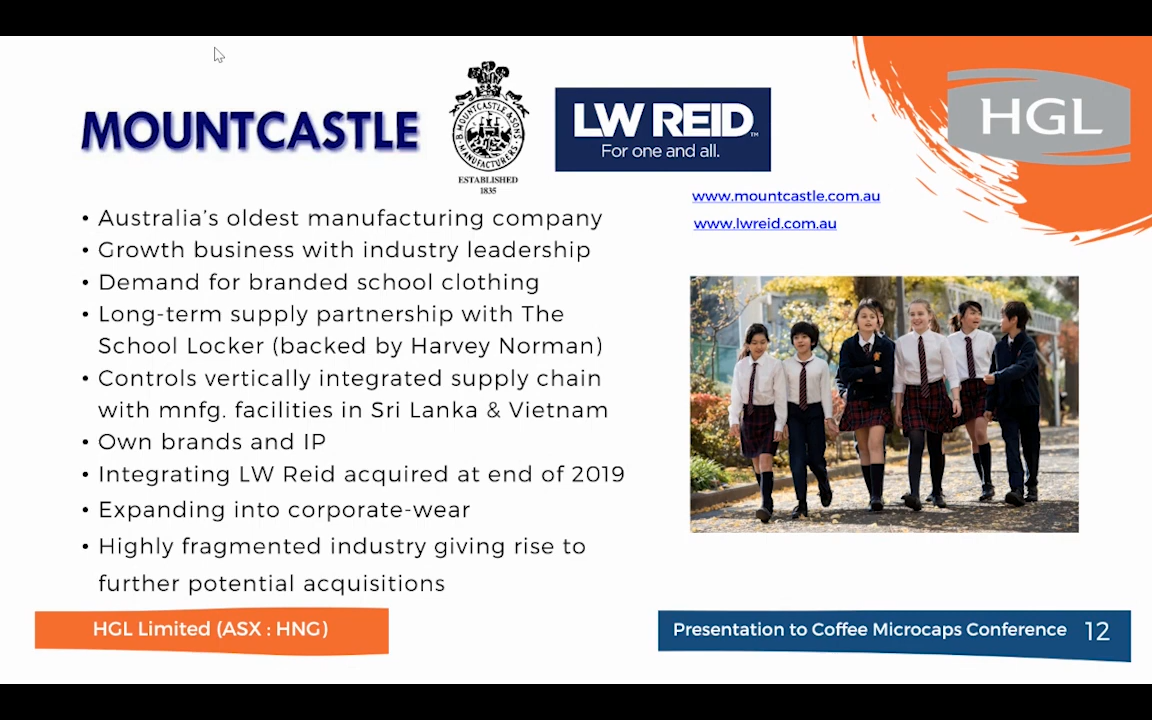 MOUNTCASTLE
B. MOUNTCASTLE & SONS
MANUFACTURERS
ESTABLISHED
1835
LW REID™
For one and all.
HGL
www.mountcastle.com.au
www.lwreid.com.au
• Australia's oldest manufacturing company
• Growth business with industry leadership
• Demand for branded school clothing
• Long-term supply partnership with The
School Locker (backed by Harvey Norman)
• Controls vertically integrated supply chain
with mnfg. facilities in Sri Lanka & Vietnam
• Own brands and IP
• Integrating LW Reid acquired at end of 2019
• Expanding into corporate-wear
• Highly fragmented industry giving rise to
further potential acquisitions
HGL Limited (ASX : HNG)
Presentation to Coffee Microcaps Conference 12